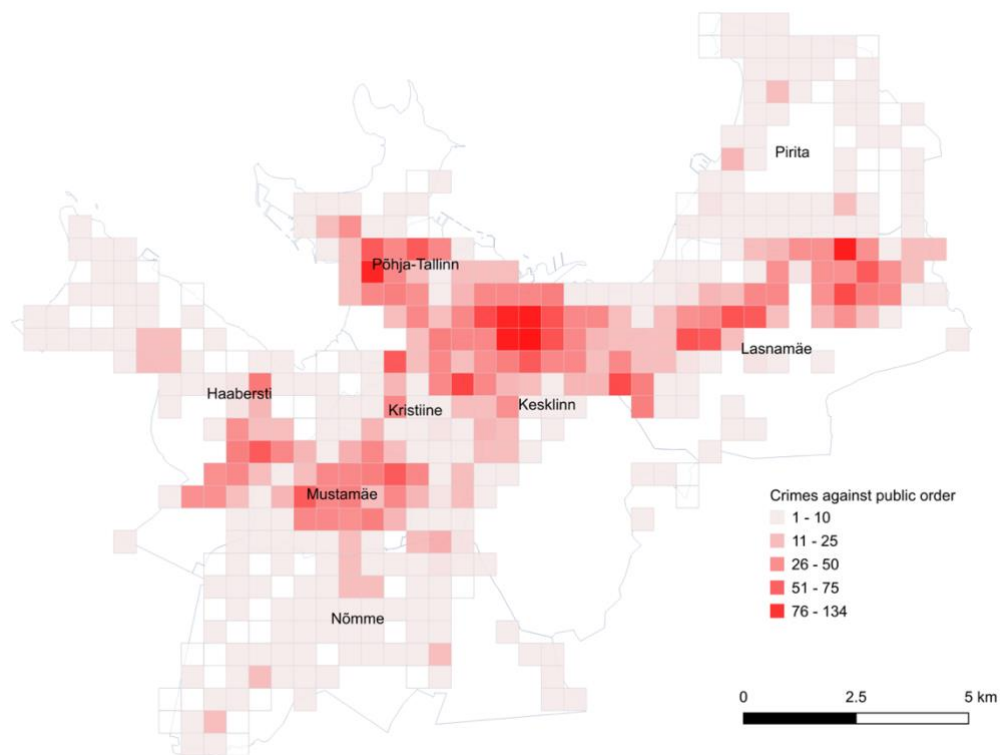 Pirita
Põhja-Tallinn
Lasnamäe
Haabersti
Kristiine
Kesklinn
Mustamäe
Crimes against public order
1 - 10
11 - 25
26 - 50
51 - 75
76 - 134
Nõmme
0 2.5 5 km